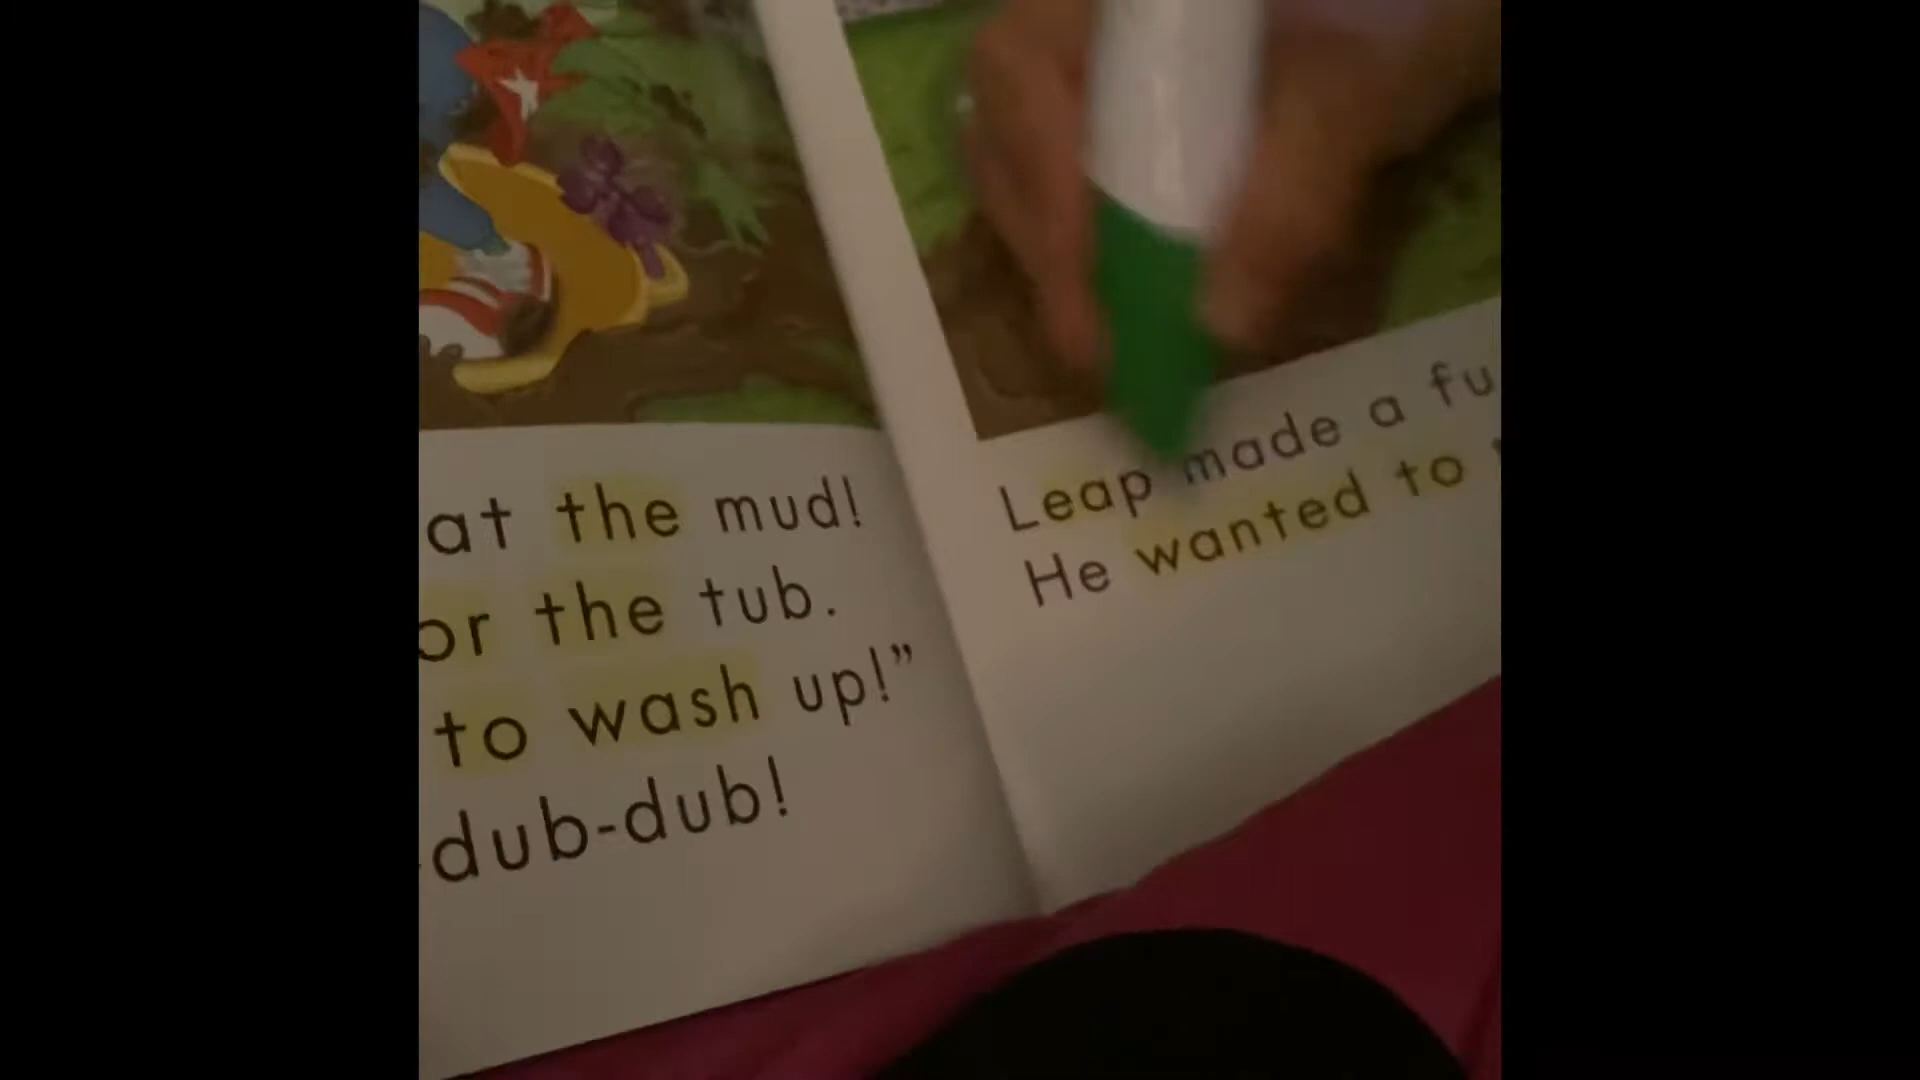 at the mud!
or the tub.
to wash up!”
dub-dub!
Leap made a fu
He wanted to